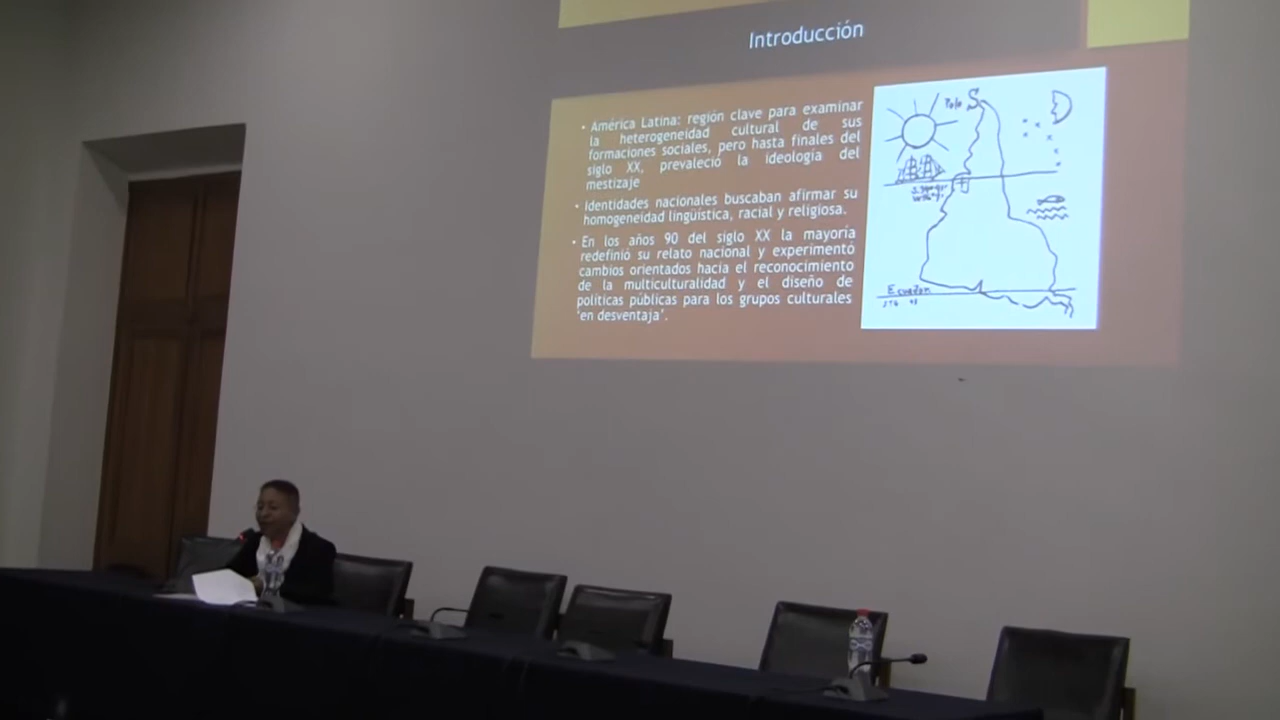 Introducción
• América Latina: región clave para examinar
la heterogeneidad cultural de sus
formaciones sociales, pero hasta finales del
siglo XX, prevaleció la ideología del
mestizaje
• Identidades nacionales buscaban afirmar su
homogeneidad lingüística, racial y religiosa.
• En los años 90 del siglo XX la mayoría
redefinió su relato nacional y experimentó
cambios orientados hacia el reconocimiento
de la multiculturalidad y el diseño de
políticas públicas para los grupos culturales
'en desventaja'.
Polo S